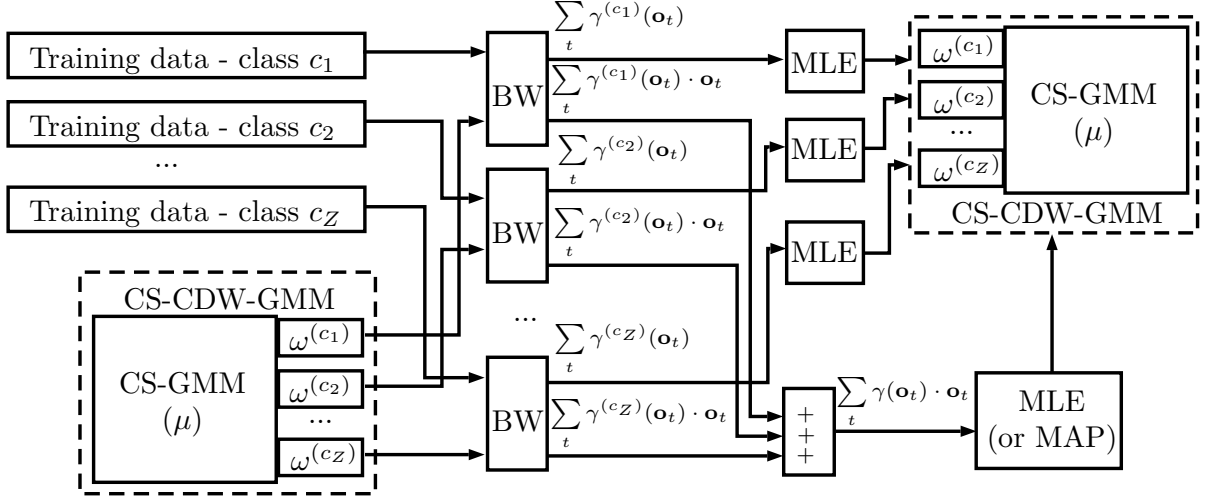 Training data - class c₁
Training data - class c₂
...
Training data - class c_Z
CS-CDW-GMM
CS-GMM
(μ)
ω^(c₁)
ω^(c₂)
...
ω^(c_Z)
BW
BW
...
BW
∑_t γ^(c₁)(o_t)
∑_t γ^(c₁)(o_t) · o_t
∑_t γ^(c₂)(o_t)
∑_t γ^(c₂)(o_t) · o_t
∑_t γ^(c_Z)(o_t)
∑_t γ^(c_Z)(o_t) · o_t
MLE
MLE
MLE
+
+
+
∑_t γ(o_t) · o_t
MLE
(or MAP)
ω^(c₁)
ω^(c₂)
...
ω^(c_Z)
CS-GMM
(μ)
CS-CDW-GMM